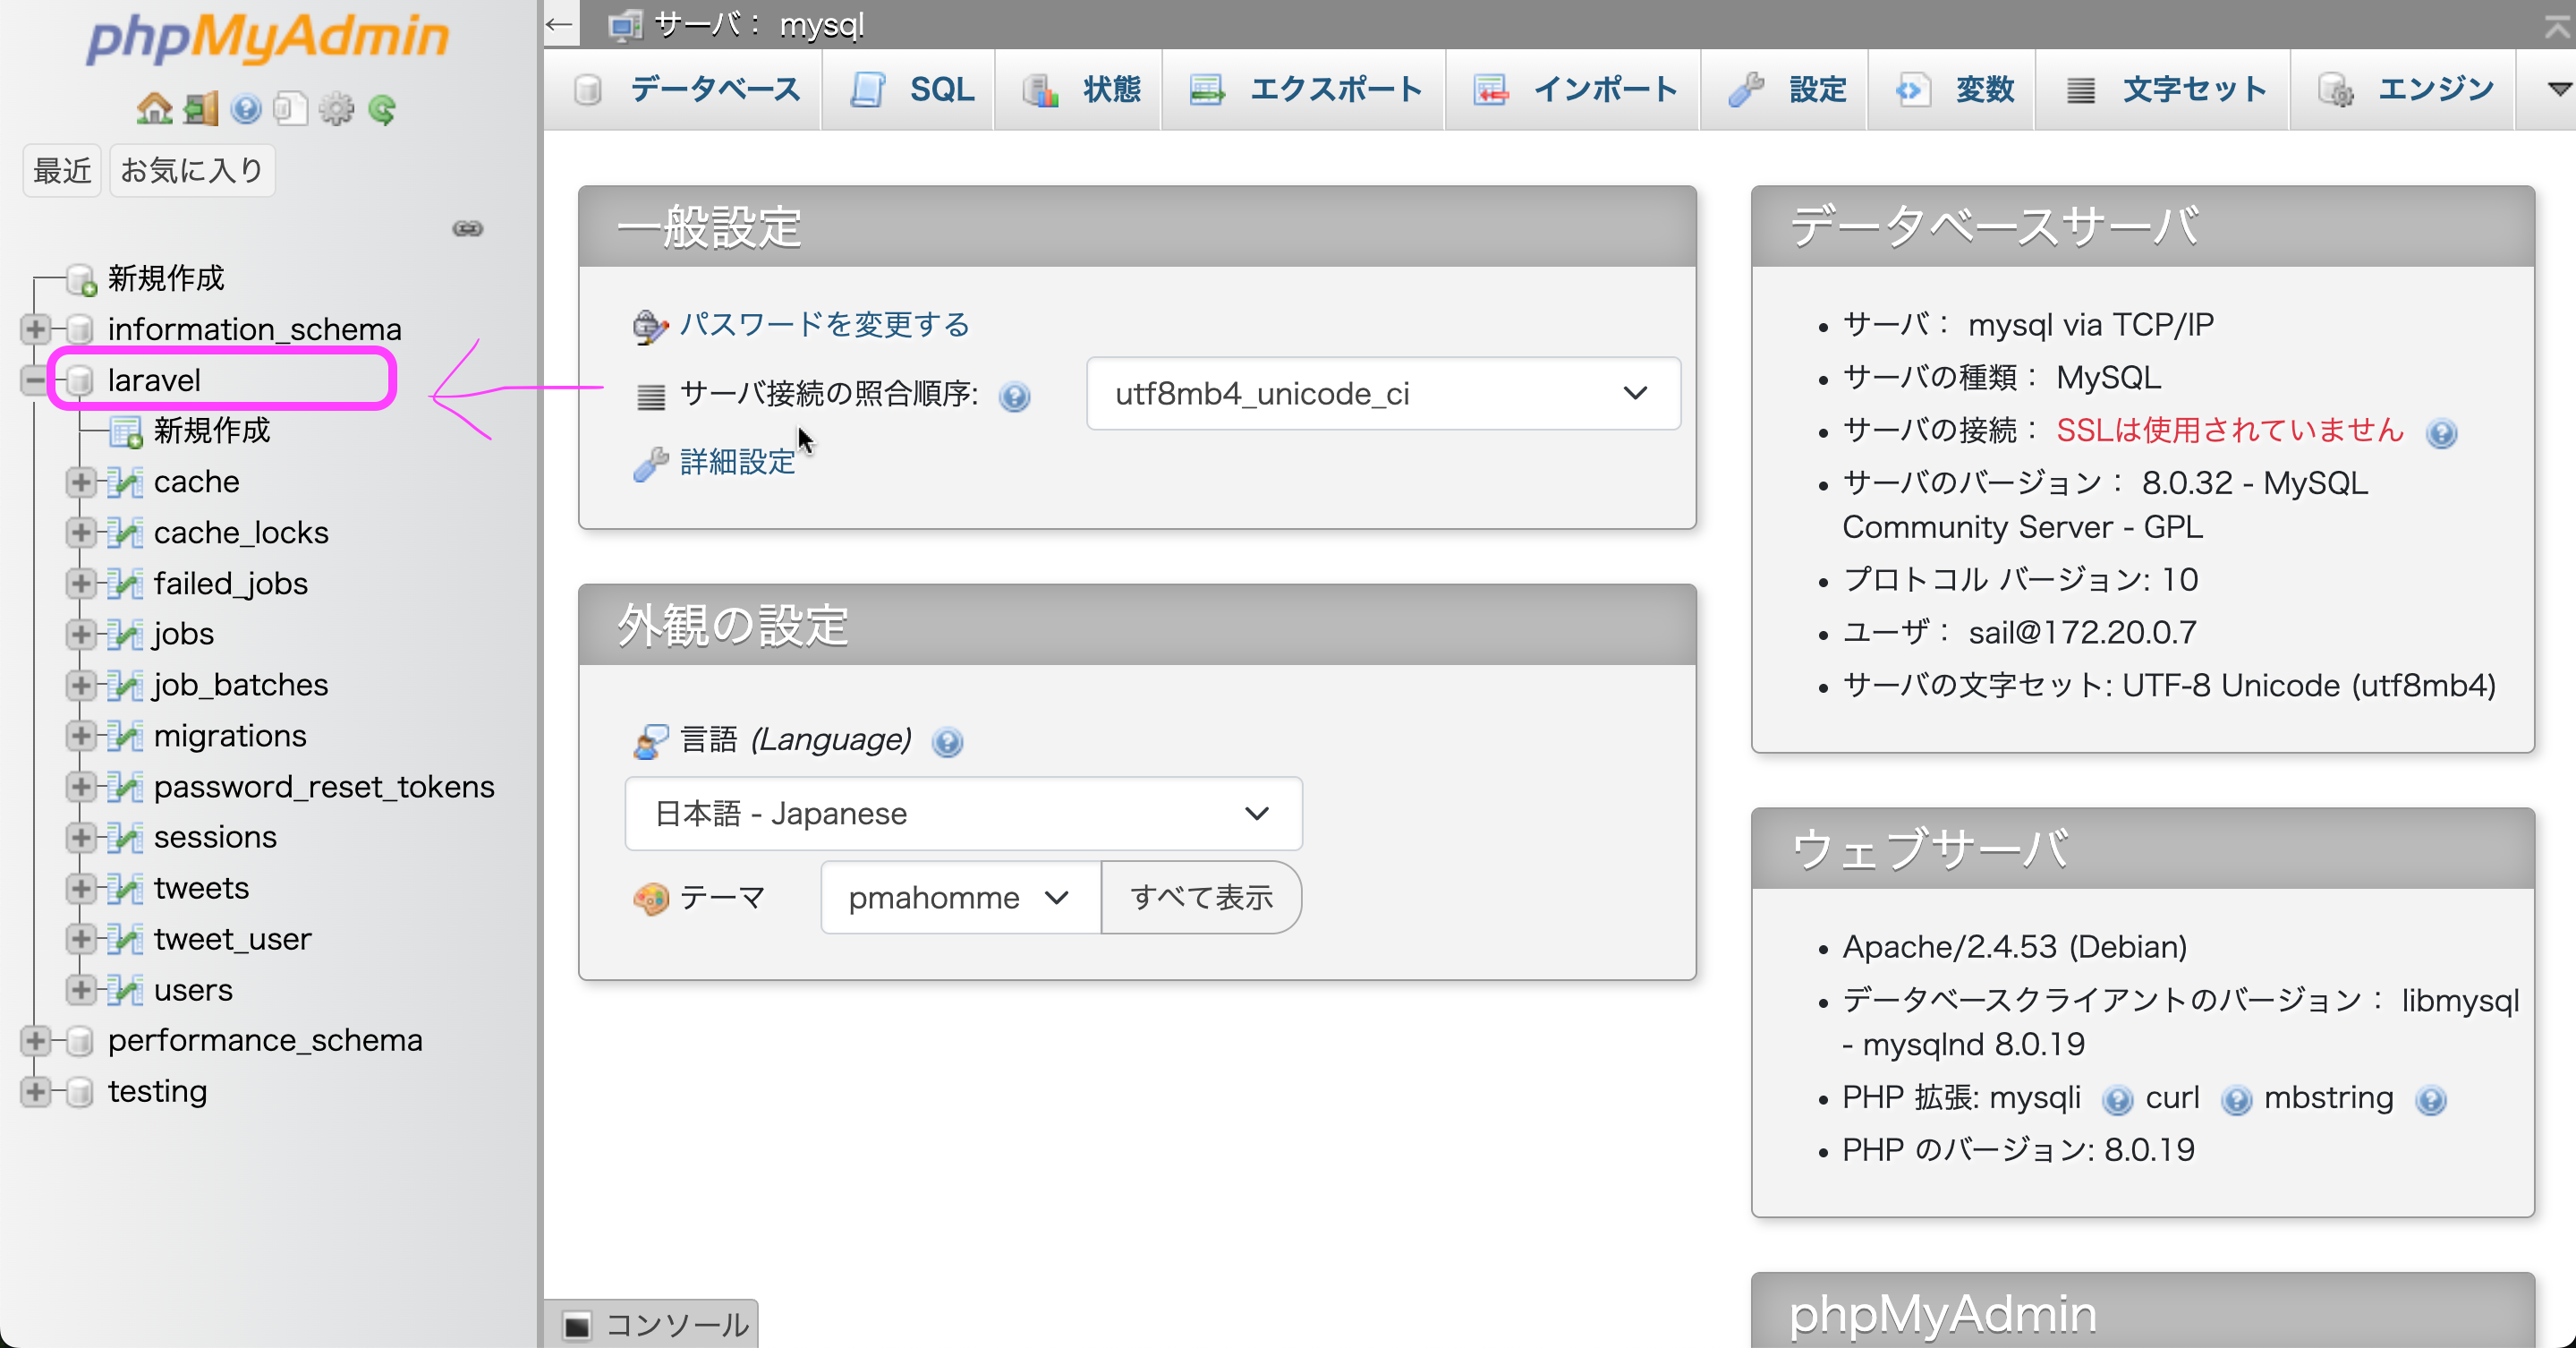 phpMyAdmin
最近 お気に入り
新規作成
information_schema
laravel
新規作成
cache
cache_locks
failed_jobs
jobs
job_batches
migrations
password_reset_tokens
sessions
tweets
tweet_user
users
performance_schema
testing
サーバ： mysql
データベース SQL 状態 エクスポート インポート 設定 変数 文字セット エンジン
一般設定
パスワードを変更する
サーバ接続の照合順序: utf8mb4_unicode_ci
詳細設定
外観の設定
言語 (Language)
日本語 - Japanese
テーマ pmahomme すべて表示
データベースサーバ
サーバ： mysql via TCP/IP
サーバの種類： MySQL
サーバの接続： SSLは使用されていません
サーバのバージョン： 8.0.32 - MySQL
Community Server - GPL
プロトコル バージョン: 10
ユーザ： sail@172.20.0.7
サーバの文字セット: UTF-8 Unicode (utf8mb4)
ウェブサーバ
Apache/2.4.53 (Debian)
データベースクライアントのバージョン： libmysql
- mysqlnd 8.0.19
PHP 拡張: mysqli curl mbstring
PHP のバージョン: 8.0.19
phpMyAdmin
コンソール